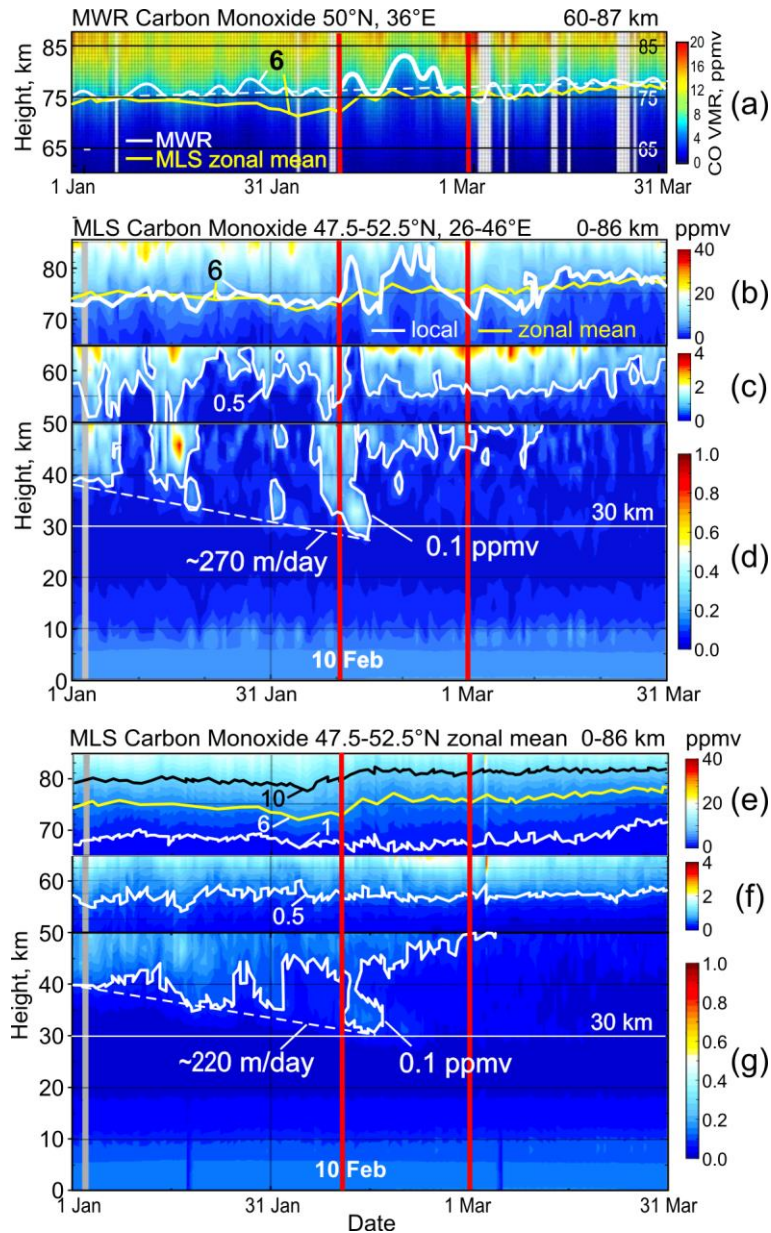 MWR Carbon Monoxide 50°N, 36°E 60-87 km
85 85 20
6 16
75 75 12
8
MWR 4
65 MLS zonal mean 65 0
Height, km
CO VMR, ppmv
(a)
1 Jan 31 Jan 1 Mar 31 Mar
MLS Carbon Monoxide 47.5-52.5°N, 26-46°E 0-86 km ppmv
80 40
6 20
70 local zonal mean 0
(b)
60 4
0.5 2
50 0
(c)
40 1.0
0.8
30 30 km 0.6
~270 m/day 0.1 ppmv
20 0.4
10 0.2
10 Feb
0 0.0
(d)
Height, km
Height, km
1 Jan 31 Jan 1 Mar 31 Mar
MLS Carbon Monoxide 47.5-52.5°N zonal mean 0-86 km ppmv
80 40
10 20
70 6 1 0
(e)
60 4
0.5 2
50 0
(f)
40 1.0
0.8
30 30 km 0.6
~220 m/day 0.1 ppmv
20 0.4
10 0.2
10 Feb
0 0.0
(g)
Height, km
Height, km
1 Jan 31 Jan 1 Mar 31 Mar
Date